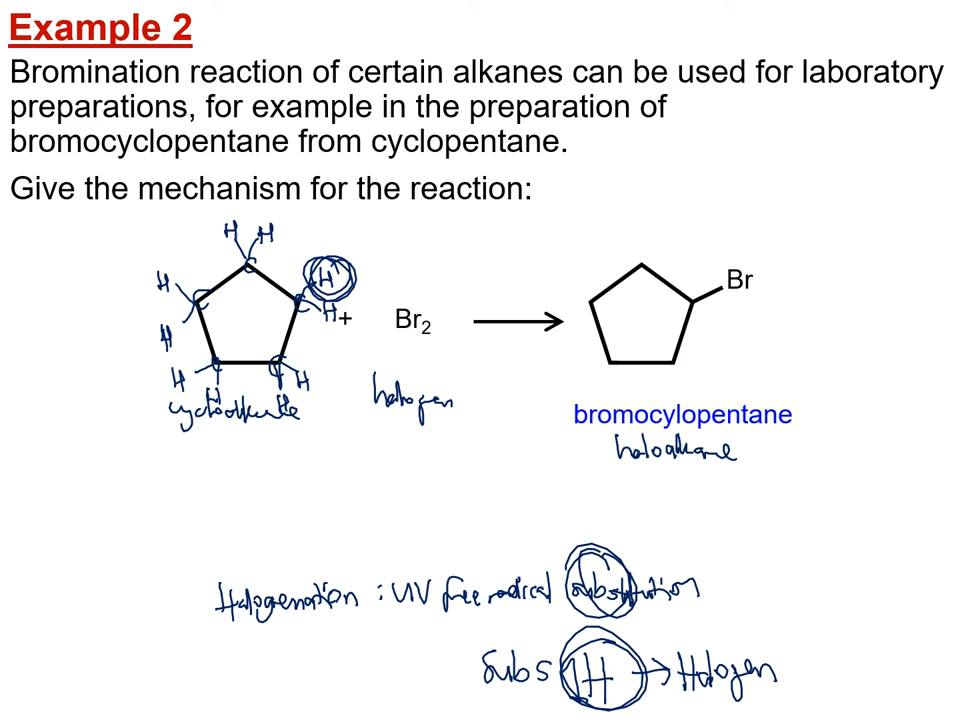 Example 2
Bromination reaction of certain alkanes can be used for laboratory
preparations, for example in the preparation of
bromocyclopentane from cyclopentane.
Give the mechanism for the reaction:
H H
H H
C
C C H + Br2 Br
H
H C C H
H H
halogen
bromocylopentane
haloalkane
Halogenation : UV free radical substitution
Subs H → Halogen